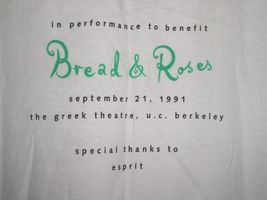 in performance to benefit
Bread & Roses
september 21, 1991
the greek theatre, u.c. berkeley
special thanks to
esprit